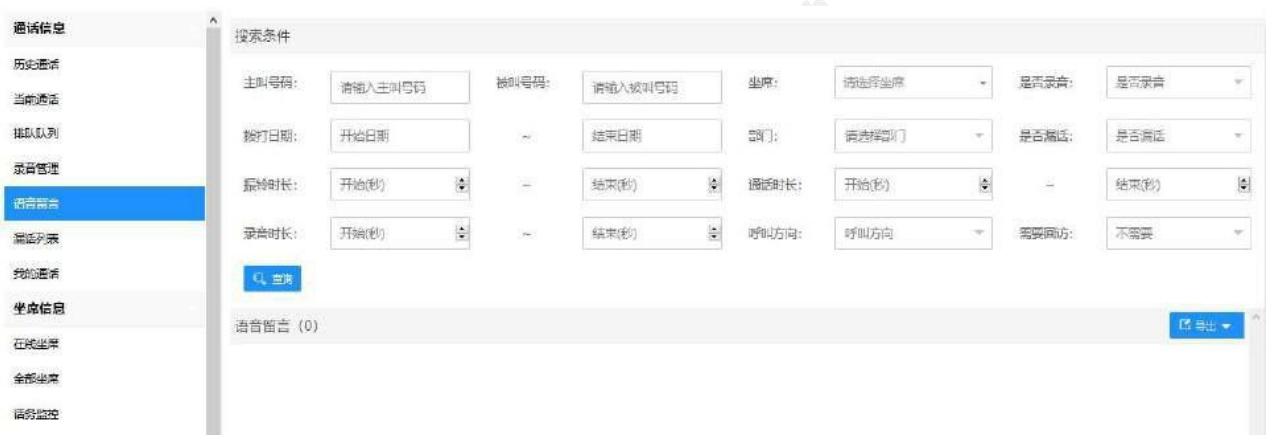 通话信息
历史通话
当前通话
排队队列
录音管理
语音留言
漏话列表
我的通话
坐席信息
在线坐席
全部坐席
话务监控
搜索条件
主叫号码： 请输入主叫号码 被叫号码： 请输入被叫号码 坐席： 请选择坐席 是否录音： 是否录音
拨打日期： 开始日期 ~ 结束日期 部门： 请选择部门 是否漏话： 是否漏话
振铃时长： 开始(秒) ~ 结束(秒) 通话时长： 开始(秒) ~ 结束(秒)
录音时长： 开始(秒) ~ 结束(秒) 呼叫方向： 呼叫方向 需要回访： 不需要
查询
语音留言（0） 导出